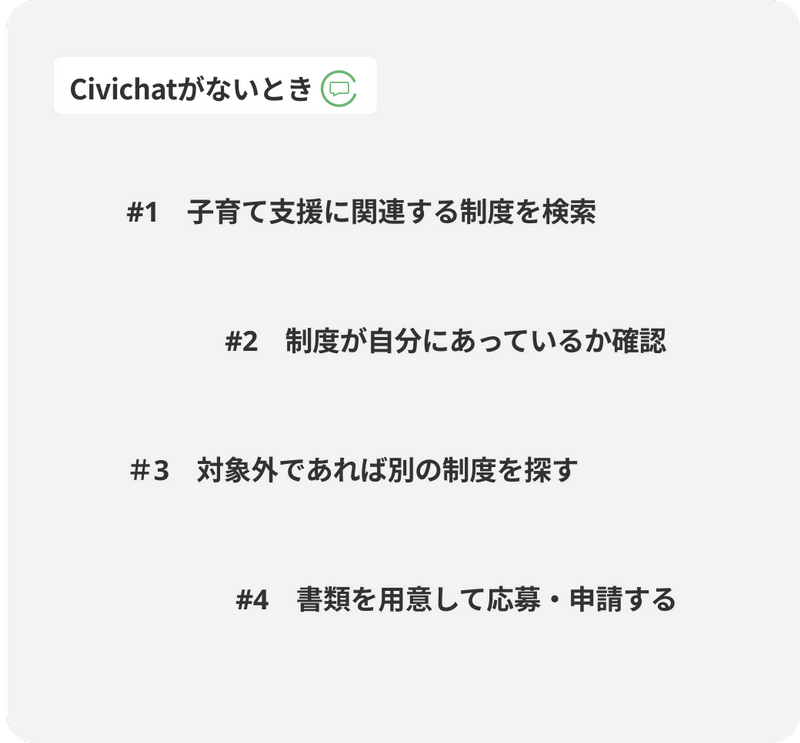 Civichatがないとき
#1　子育て支援に関連する制度を検索
#2　制度が自分にあっているか確認
＃3　対象外であれば別の制度を探す
#4　書類を用意して応募・申請する